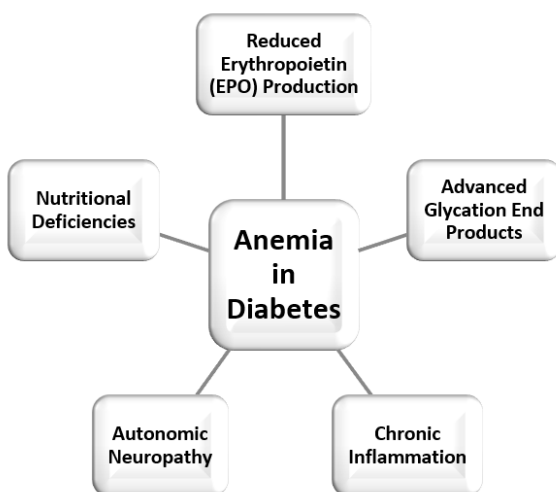 Reduced
Erythropoietin
(EPO) Production
Nutritional
Deficiencies
Advanced
Glycation End
Products
Anemia
in
Diabetes
Autonomic
Neuropathy
Chronic
Inflammation